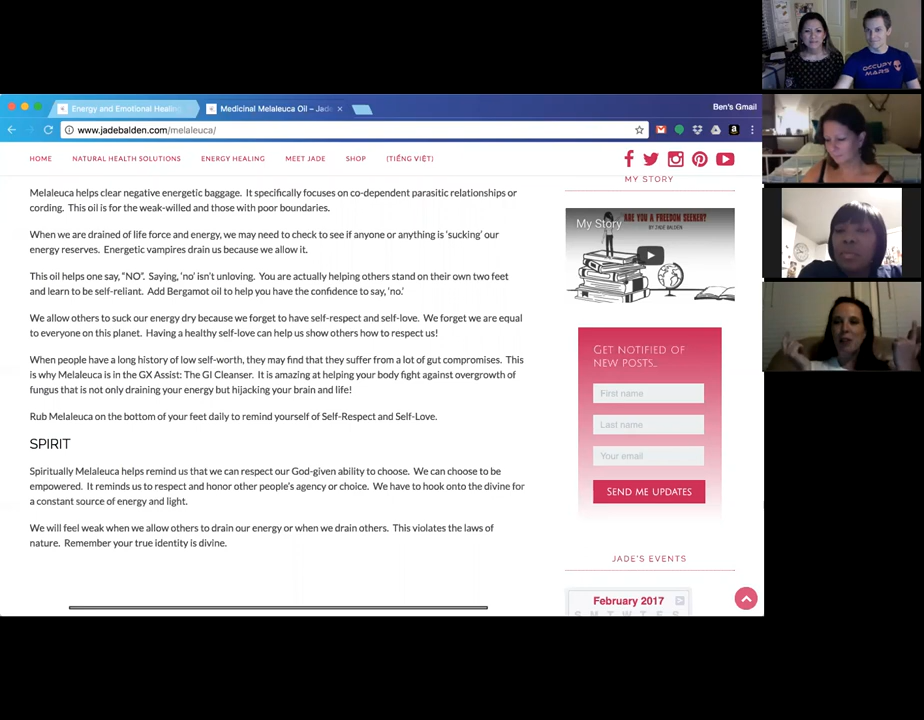 OCCUPY
MARS
Energy and Emotional Healin
Medicinal Melaleuca Oil – Jade
Ben's Gmail
www.jadebalden.com/melaleuca/
HOME NATURAL HEALTH SOLUTIONS ENERGY HEALING MEET JADE SHOP (TIẾNG VIỆT)
MY STORY
Melaleuca helps clear negative energetic baggage. It specifically focuses on co-dependent parasitic relationships or
cording. This oil is for the weak-willed and those with poor boundaries.
When we are drained of life force and energy, we may need to check to see if anyone or anything is 'sucking' our
energy reserves. Energetic vampires drain us because we allow it.
This oil helps one say, "NO". Saying, 'no' isn't unloving. You are actually helping others stand on their own two feet
and learn to be self-reliant. Add Bergamot oil to help you have the confidence to say, 'no.'
We allow others to suck our energy dry because we forget to have self-respect and self-love. We forget we are equal
to everyone on this planet. Having a healthy self-love can help us show others how to respect us!
When people have a long history of low self-worth, they may find that they suffer from a lot of gut compromises. This
is why Melaleuca is in the GX Assist: The GI Cleanser. It is amazing at helping your body fight against overgrowth of
fungus that is not only draining your energy but hijacking your brain and life!
Rub Melaleuca on the bottom of your feet daily to remind yourself of Self-Respect and Self-Love.
SPIRIT
Spiritually Melaleuca helps remind us that we can respect our God-given ability to choose. We can choose to be
empowered. It reminds us to respect and honor other people's agency or choice. We have to hook onto the divine for
a constant source of energy and light.
We will feel weak when we allow others to drain our energy or when we drain others. This violates the laws of
nature. Remember your true identity is divine.
My Story
ARE YOU A FREEDOM SEEKER?
BY JADE BALDEN
GET NOTIFIED OF
NEW POSTS..
First name
Last name
Your email
SEND ME UPDATES
JADE'S EVENTS
February 2017
S M T W T F S